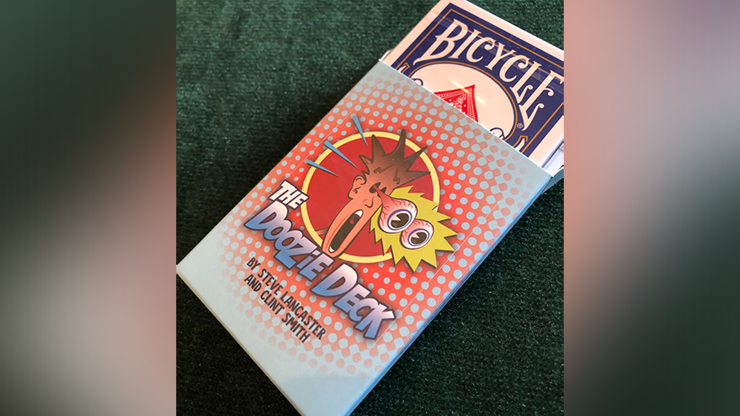 BICYCLE
®
THE
DOOZIE DECK
BY STEVE LANCASTER
AND CLINT SMITH